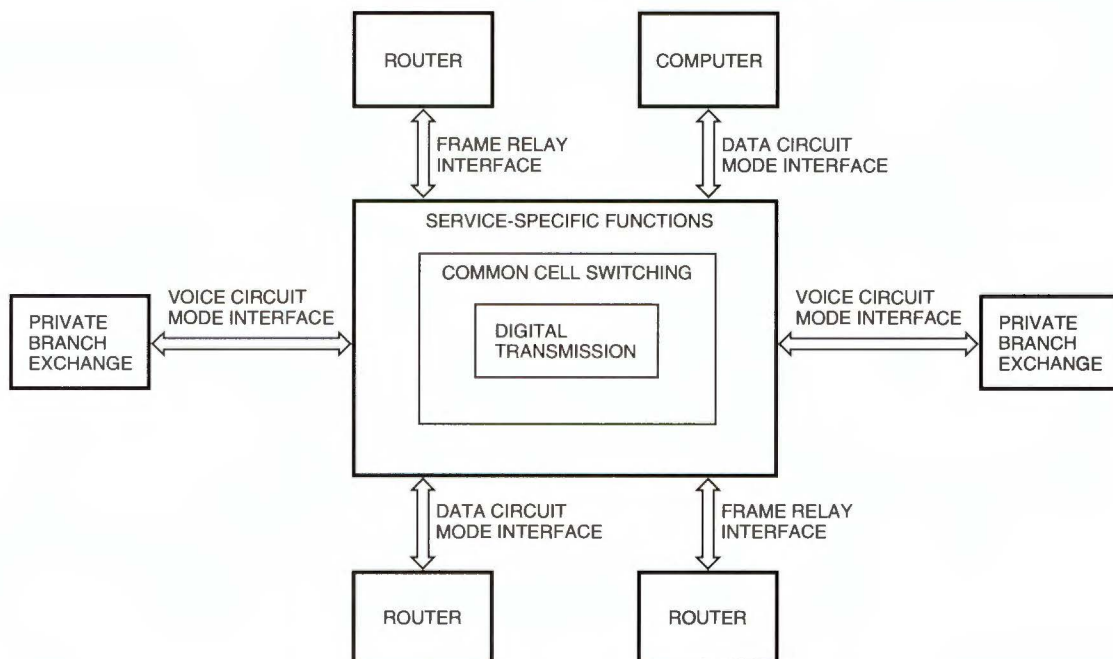 ROUTER
COMPUTER
FRAME RELAY
INTERFACE
DATA CIRCUIT
MODE INTERFACE
SERVICE-SPECIFIC FUNCTIONS
COMMON CELL SWITCHING
DIGITAL
TRANSMISSION
VOICE CIRCUIT
MODE INTERFACE
PRIVATE
BRANCH
EXCHANGE
VOICE CIRCUIT
MODE INTERFACE
PRIVATE
BRANCH
EXCHANGE
DATA CIRCUIT
MODE INTERFACE
FRAME RELAY
INTERFACE
ROUTER
ROUTER